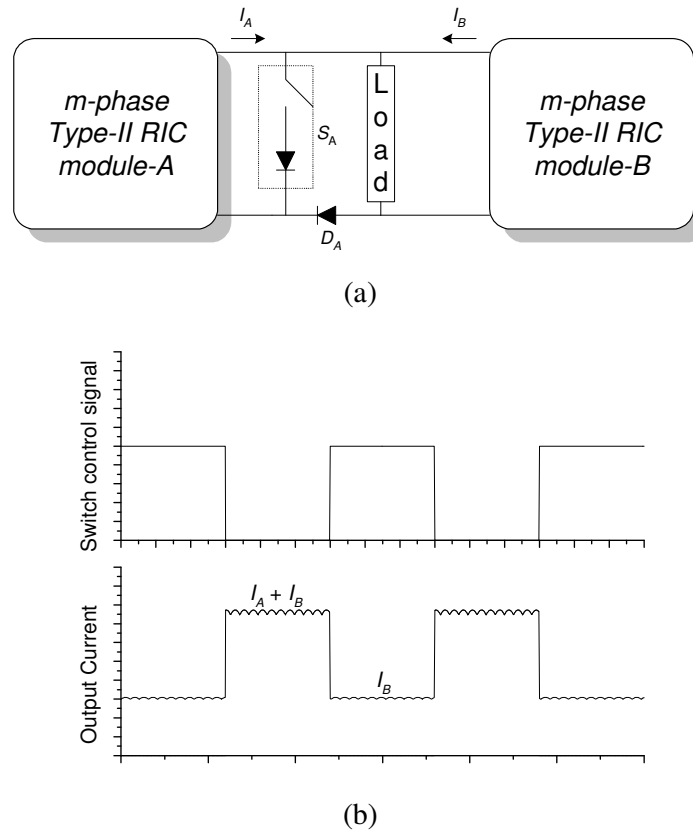 I_A
I_B
m-phase
Type-II RIC
module-A
S_A
L
o
a
d
m-phase
Type-II RIC
module-B
D_A
(a)
Switch control signal
Output Current
I_A + I_B
I_B
(b)